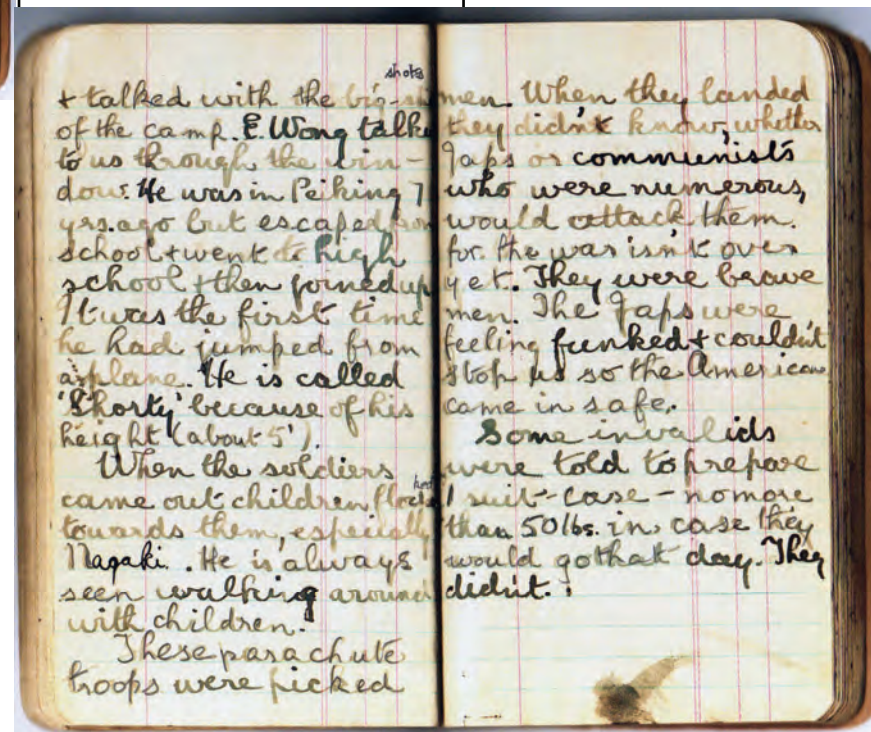 & talked with the big-shots
of the camp. E. Wong talke
to us through the win-
dow. He was in Peiking 7
yrs. ago but escaped from
school & went to high
school & then joined up
It was the first time
he had jumped from
a plane. He is called
'Shorty' because of his
height (about 5').
When the soldiers
came out children flocked
towards them, especially
Nagaki. He is always
seen walking around
with children.
These parachute
troops were picked
men. When they landed
they didn't know, whether
Japs or communists
who were numerous,
would attack them.
for the war isn't over
yet. They were brave
men. The Japs were
feeling funked & couldn't
stop us so the American
came in safe.
Some invalids
were told to prepare
1 suit-case - no more
than 50 lbs. in case they
would go that day. They
didn't.